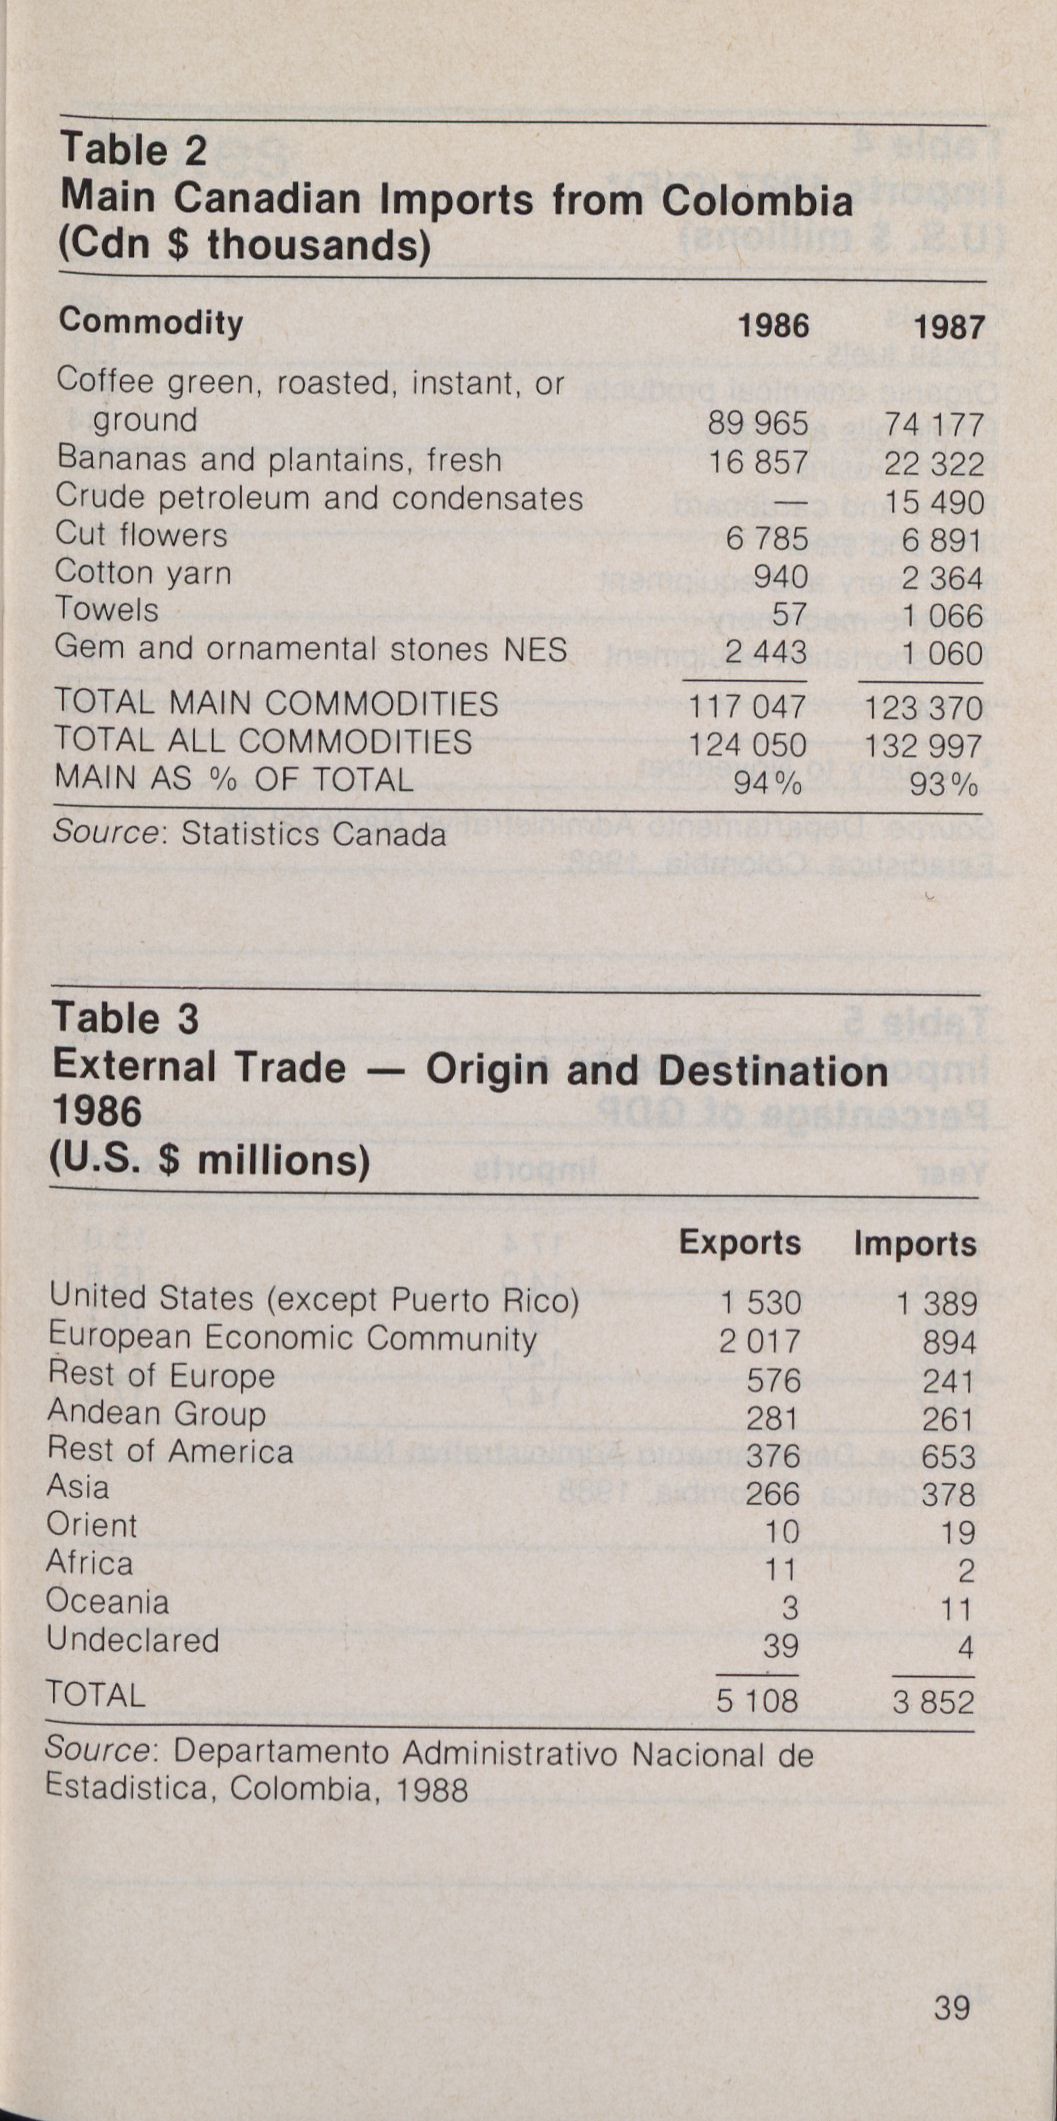 Table 2
Main Canadian Imports from Colombia
(Cdn $ thousands)
Commodity 1986 1987
Coffee green, roasted, instant, or
ground 89 965 74 177
Bananas and plantains, fresh 16 857 22 322
Crude petroleum and condensates — 15 490
Cut flowers 6 785 6 891
Cotton yarn 940 2 364
Towels 57 1 066
Gem and ornamental stones NES 2 443 1 060
TOTAL MAIN COMMODITIES 117 047 123 370
TOTAL ALL COMMODITIES 124 050 132 997
MAIN AS % OF TOTAL 94% 93%
Source: Statistics Canada
Table 3
External Trade — Origin and Destination
1986
(U.S. $ millions)
Exports Imports
United States (except Puerto Rico) 1 530 1 389
European Economic Community 2 017 894
Rest of Europe 576 241
Andean Group 281 261
Rest of America 376 653
Asia 266 378
Orient 10 19
Africa 11 2
Oceania 3 11
Undeclared 39 4
TOTAL 5 108 3 852
Source: Departamento Administrativo Nacional de
Estadistica, Colombia, 1988
39